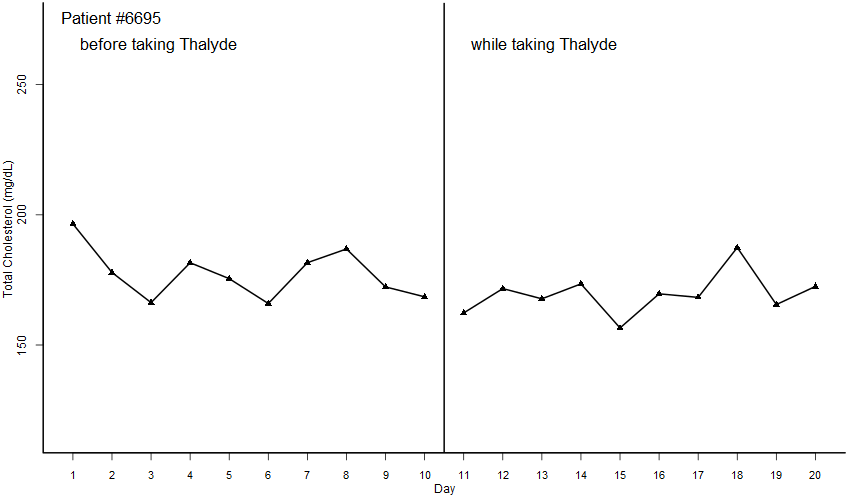 Patient #6695
before taking Thalyde
while taking Thalyde
250
200
150
Total Cholesterol (mg/dL)
1 2 3 4 5 6 7 8 9 10 11 12 13 14 15 16 17 18 19 20
Day